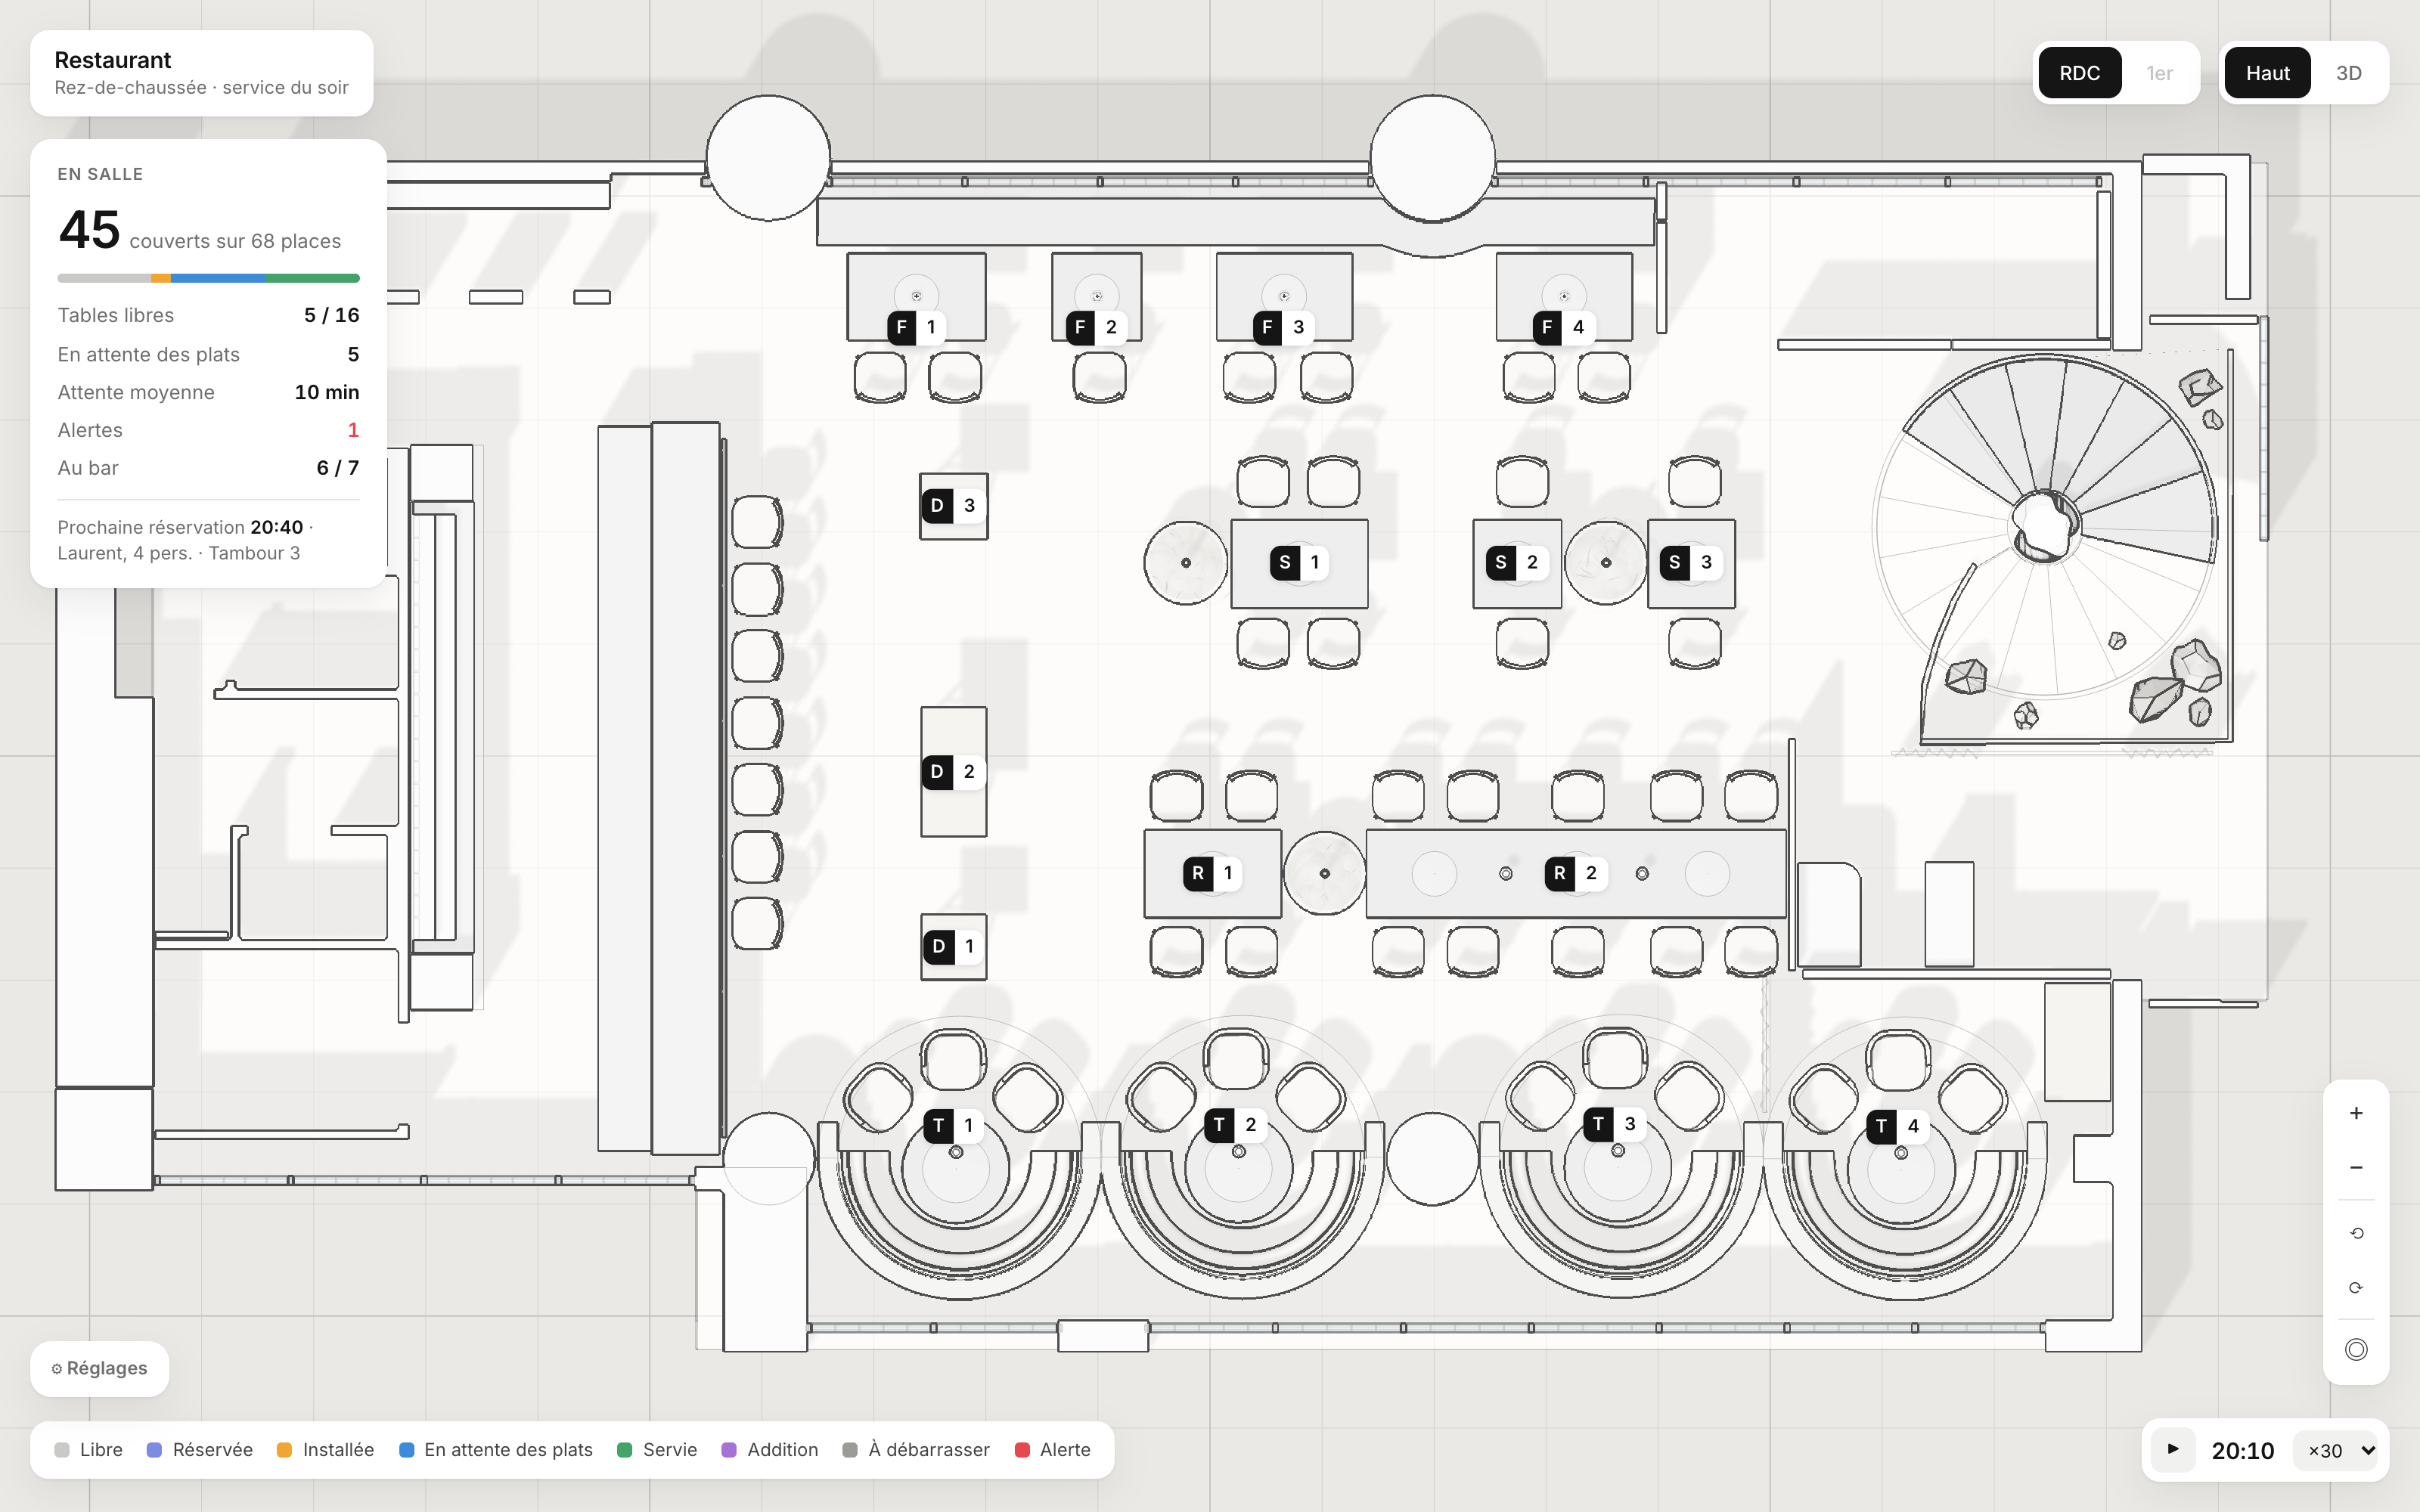 Restaurant
Rez-de-chaussée · service du soir
RDC 1er
Haut 3D
EN SALLE
45 couverts sur 68 places
Tables libres 5 / 16
En attente des plats 5
Attente moyenne 10 min
Alertes 1
Au bar 6 / 7
Prochaine réservation 20:40 ·
Laurent, 4 pers. · Tambour 3
F 1
F 2
F 3
F 4
D 3
S 1
S 2
S 3
D 2
R 1
R 2
D 1
T 1
T 2
T 3
T 4
+
−
⟲
⟳
⚙ Réglages
Libre Réservée Installée En attente des plats Servie Addition À débarrasser Alerte
20:10 ×30